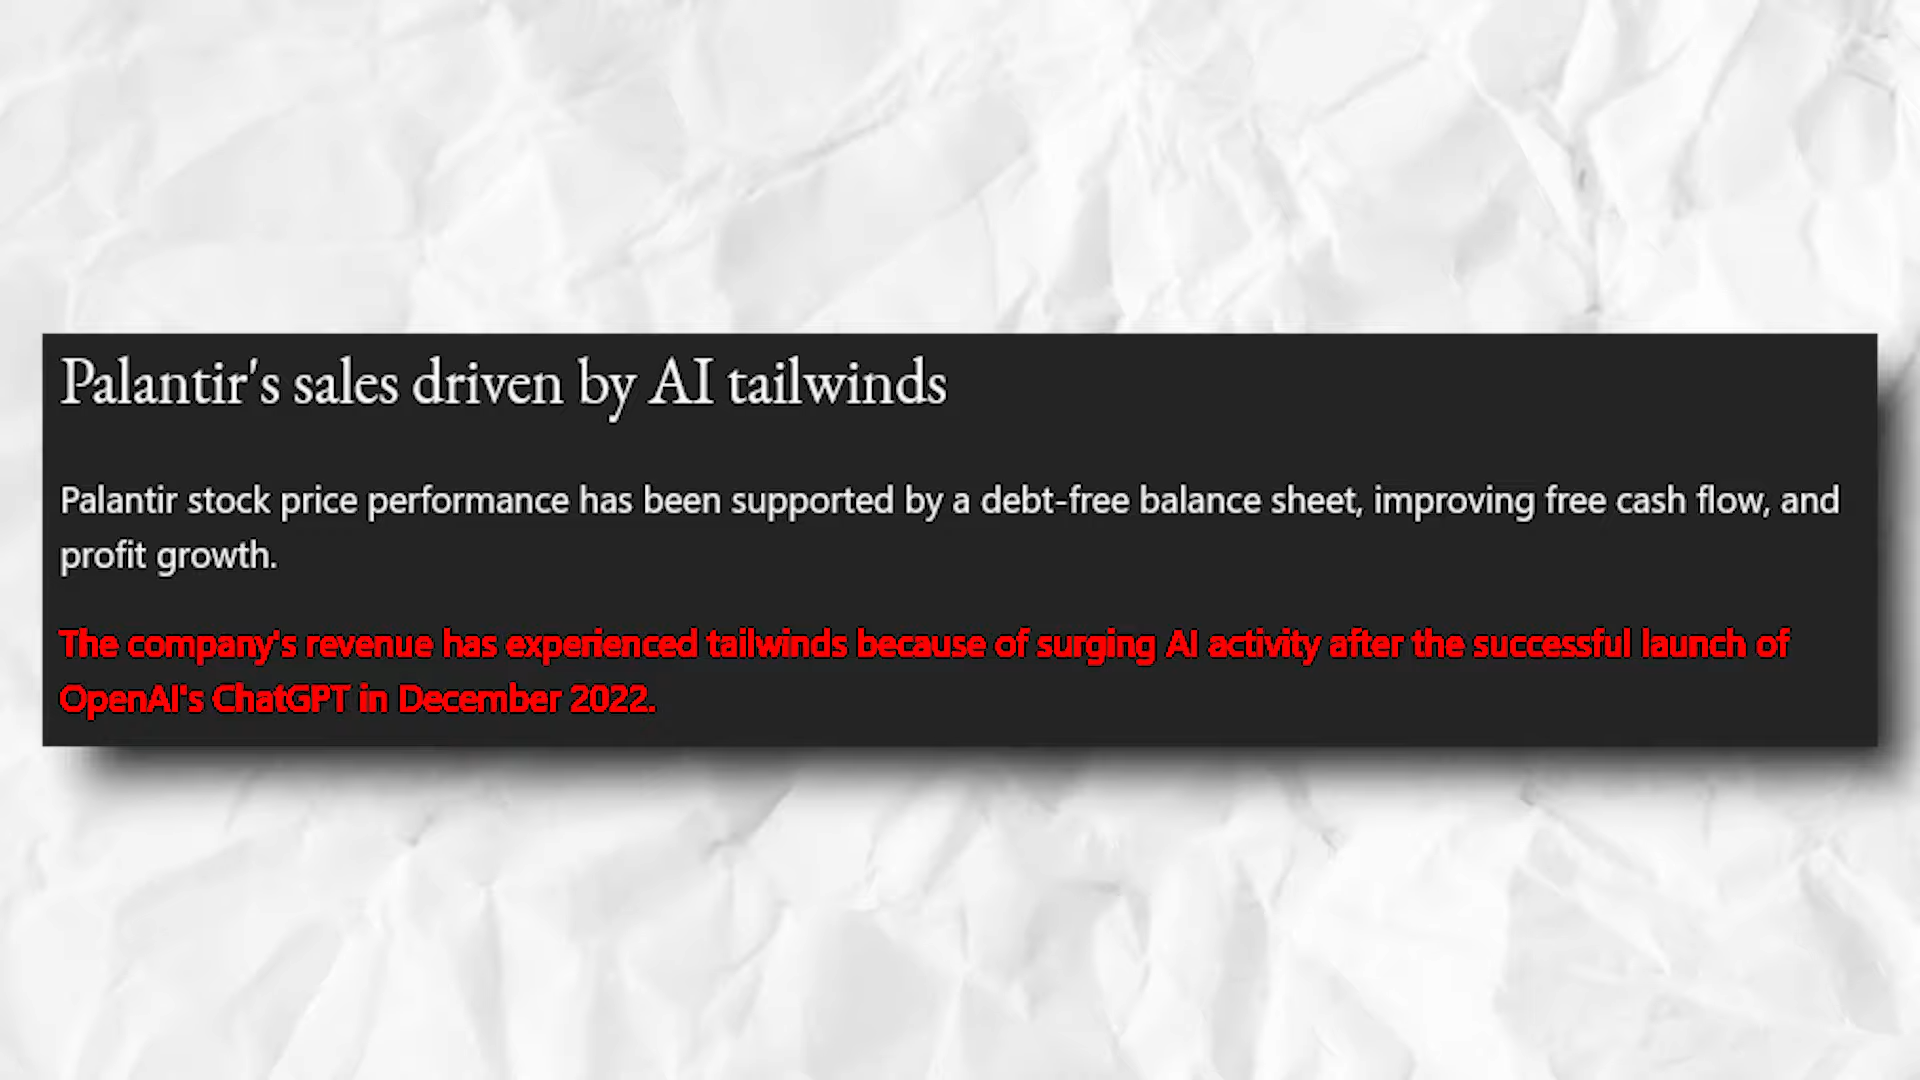 Palantir's sales driven by AI tailwinds
Palantir stock price performance has been supported by a debt-free balance sheet, improving free cash flow, and
profit growth.
The company's revenue has experienced tailwinds because of surging AI activity after the successful launch of
OpenAI's ChatGPT in December 2022.